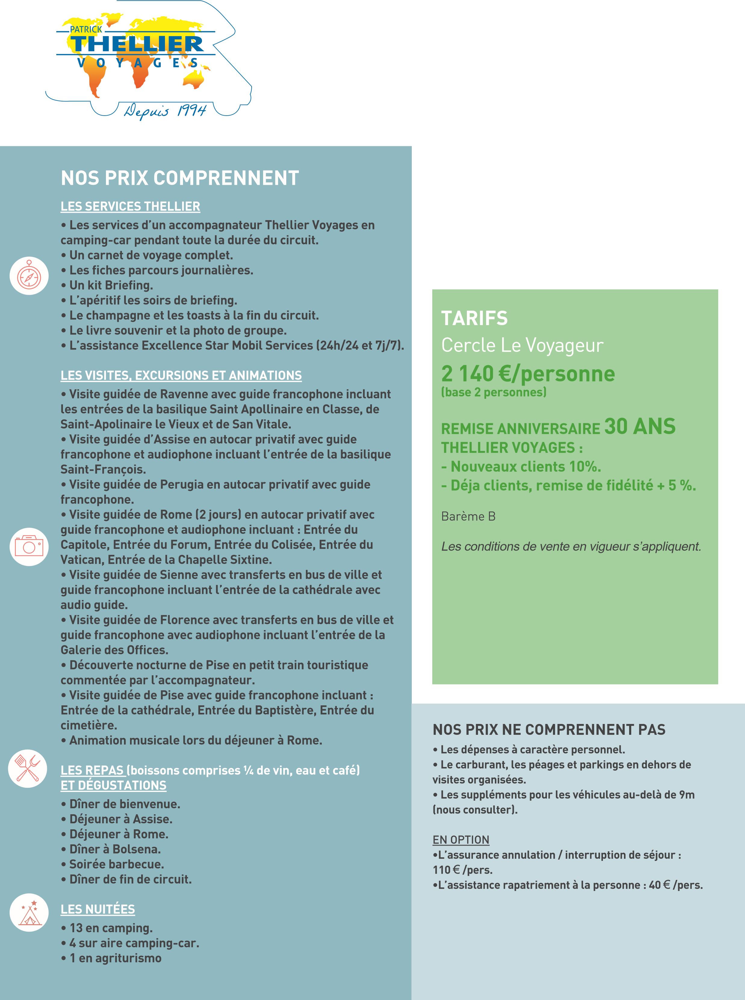 PATRICK
THELLIER
VOYAGES
Depuis 1994
NOS PRIX COMPRENNENT
LES SERVICES THELLIER
• Les services d’un accompagnateur Thellier Voyages en
camping-car pendant toute la durée du circuit.
• Un carnet de voyage complet.
• Les fiches parcours journalières.
• Un kit Briefing.
• L’apéritif les soirs de briefing.
• Le champagne et les toasts à la fin du circuit.
• Le livre souvenir et la photo de groupe.
• L’assistance Excellence Star Mobil Services (24h/24 et 7j/7).
LES VISITES, EXCURSIONS ET ANIMATIONS
• Visite guidée de Ravenne avec guide francophone incluant
les entrées de la basilique Saint Apollinaire en Classe, de
Saint-Apolinaire le Vieux et de San Vitale.
• Visite guidée d’Assise en autocar privatif avec guide
francophone et audiophone incluant l’entrée de la basilique
Saint-François.
• Visite guidée de Perugia en autocar privatif avec guide
francophone.
• Visite guidée de Rome (2 jours) en autocar privatif avec
guide francophone et audiophone incluant : Entrée du
Capitole, Entrée du Forum, Entrée du Colisée, Entrée du
Vatican, Entrée de la Chapelle Sixtine.
• Visite guidée de Sienne avec transferts en bus de ville et
guide francophone incluant l’entrée de la cathédrale avec
audio guide.
• Visite guidée de Florence avec transferts en bus de ville et
guide francophone avec audiophone incluant l’entrée de la
Galerie des Offices.
• Découverte nocturne de Pise en petit train touristique
commentée par l’accompagnateur.
• Visite guidée de Pise avec guide francophone incluant :
Entrée de la cathédrale, Entrée du Baptistère, Entrée du
cimetière.
• Animation musicale lors du déjeuner à Rome.
LES REPAS (boissons comprises ¼ de vin, eau et café)
ET DÉGUSTATIONS
• Dîner de bienvenue.
• Déjeuner à Assise.
• Déjeuner à Rome.
• Dîner à Bolsena.
• Soirée barbecue.
• Dîner de fin de circuit.
LES NUITÉES
• 13 en camping.
• 4 sur aire camping-car.
• 1 en agriturismo
TARIFS
Cercle Le Voyageur
2 140 €/personne
(base 2 personnes)
REMISE ANNIVERSAIRE 30 ANS
THELLIER VOYAGES :
- Nouveaux clients 10%.
- Déja clients, remise de fidélité + 5 %.
Barème B
Les conditions de vente en vigueur s’appliquent.
NOS PRIX NE COMPRENNENT PAS
• Les dépenses à caractère personnel.
• Le carburant, les péages et parkings en dehors de
visites organisées.
• Les suppléments pour les véhicules au-delà de 9m
(nous consulter).
EN OPTION
•L’assurance annulation / interruption de séjour :
110 € /pers.
•L’assistance rapatriement à la personne : 40 € /pers.